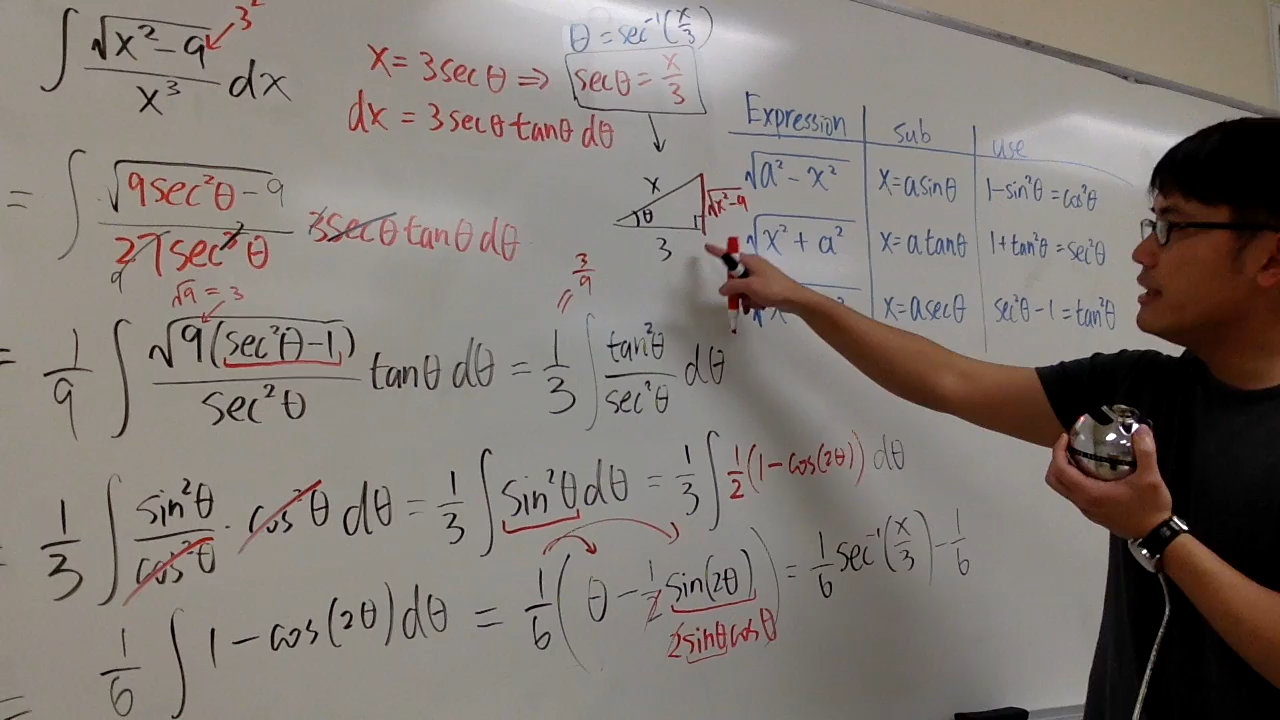 ∫ √(x² − 9) / x³ dx
3²
x = 3secθ ⇒ secθ = x/3
θ = sec⁻¹(x/3)
dx = 3secθ tanθ dθ
= ∫ √(9sec²θ − 9) / 27sec³θ 3secθ tanθ dθ
9
x
θ
3
√x²−9
Expression sub use
√(a² − x²) x = a sinθ 1 − sin²θ = cos²θ
√(x² + a²) x = a tanθ 1 + tan²θ = sec²θ
x = a secθ sec²θ − 1 = tan²θ
√9 = 3
3/9
= 1/9 ∫ √(9(sec²θ − 1)) / sec²θ tanθ dθ = 1/3 ∫ tan²θ / sec²θ dθ
= 1/3 ∫ sin²θ / cos²θ · cos²θ dθ = 1/3 ∫ sin²θ dθ = 1/3 ∫ 1/2 (1 − cos(2θ)) dθ
= 1/6 ∫ 1 − cos(2θ) dθ = 1/6 (θ − 1/2 sin(2θ)) = 1/6 sec⁻¹(x/3) − 1/6
2sinθ cosθ